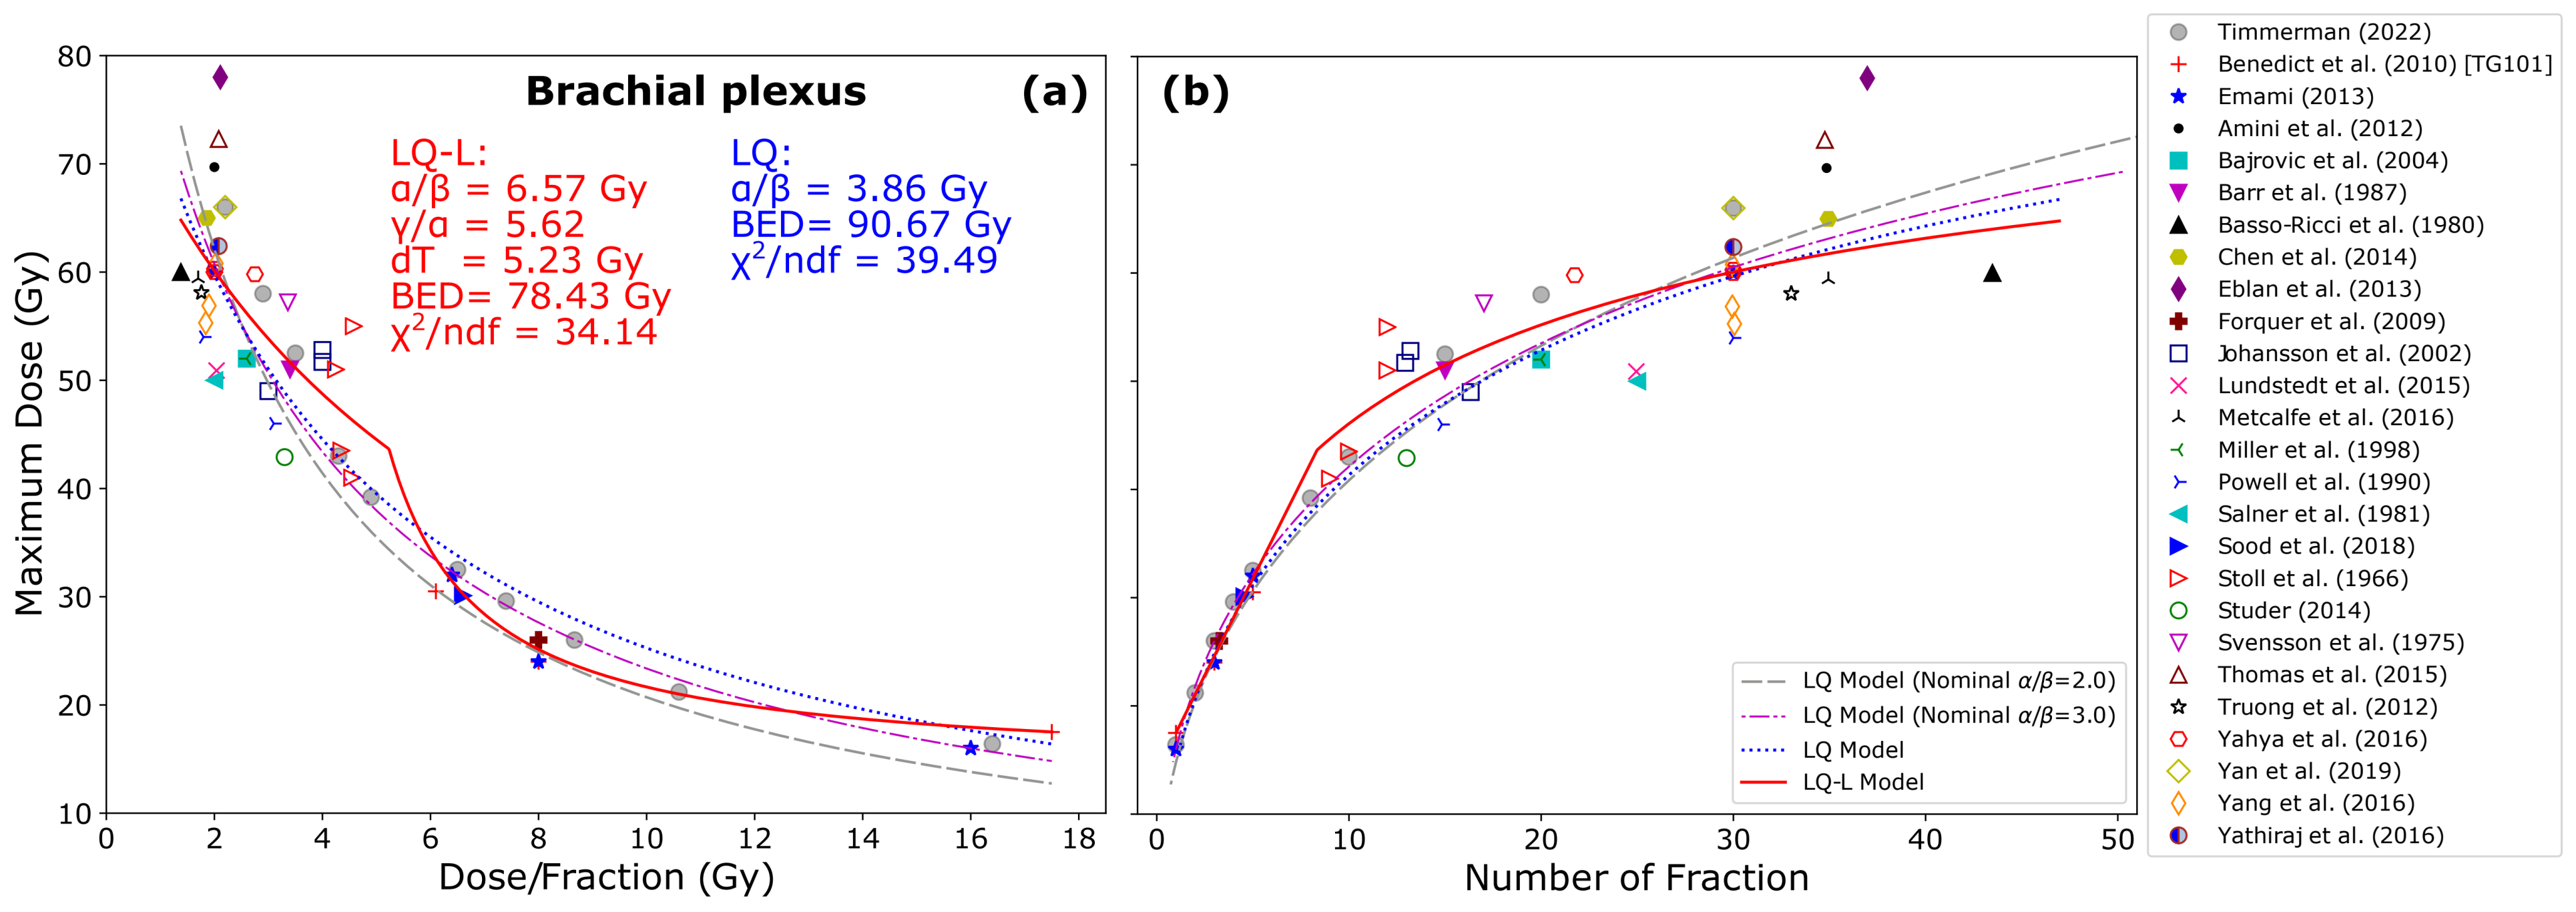 Brachial plexus (a)
LQ-L:
α/β = 6.57 Gy
γ/α = 5.62
dT = 5.23 Gy
BED= 78.43 Gy
χ²/ndf = 34.14
LQ:
α/β = 3.86 Gy
BED= 90.67 Gy
χ²/ndf = 39.49
Maximum Dose (Gy)
80
70
60
50
40
30
20
10
0 2 4 6 8 10 12 14 16 18
Dose/Fraction (Gy)
(b)
LQ Model (Nominal α/β=2.0)
LQ Model (Nominal α/β=3.0)
LQ Model
LQ-L Model
0 10 20 30 40 50
Number of Fraction
Timmerman (2022)
Benedict et al. (2010) [TG101]
Emami (2013)
Amini et al. (2012)
Bajrovic et al. (2004)
Barr et al. (1987)
Basso-Ricci et al. (1980)
Chen et al. (2014)
Eblan et al. (2013)
Forquer et al. (2009)
Johansson et al. (2002)
Lundstedt et al. (2015)
Metcalfe et al. (2016)
Miller et al. (1998)
Powell et al. (1990)
Salner et al. (1981)
Sood et al. (2018)
Stoll et al. (1966)
Studer (2014)
Svensson et al. (1975)
Thomas et al. (2015)
Truong et al. (2012)
Yahya et al. (2016)
Yan et al. (2019)
Yang et al. (2016)
Yathiraj et al. (2016)